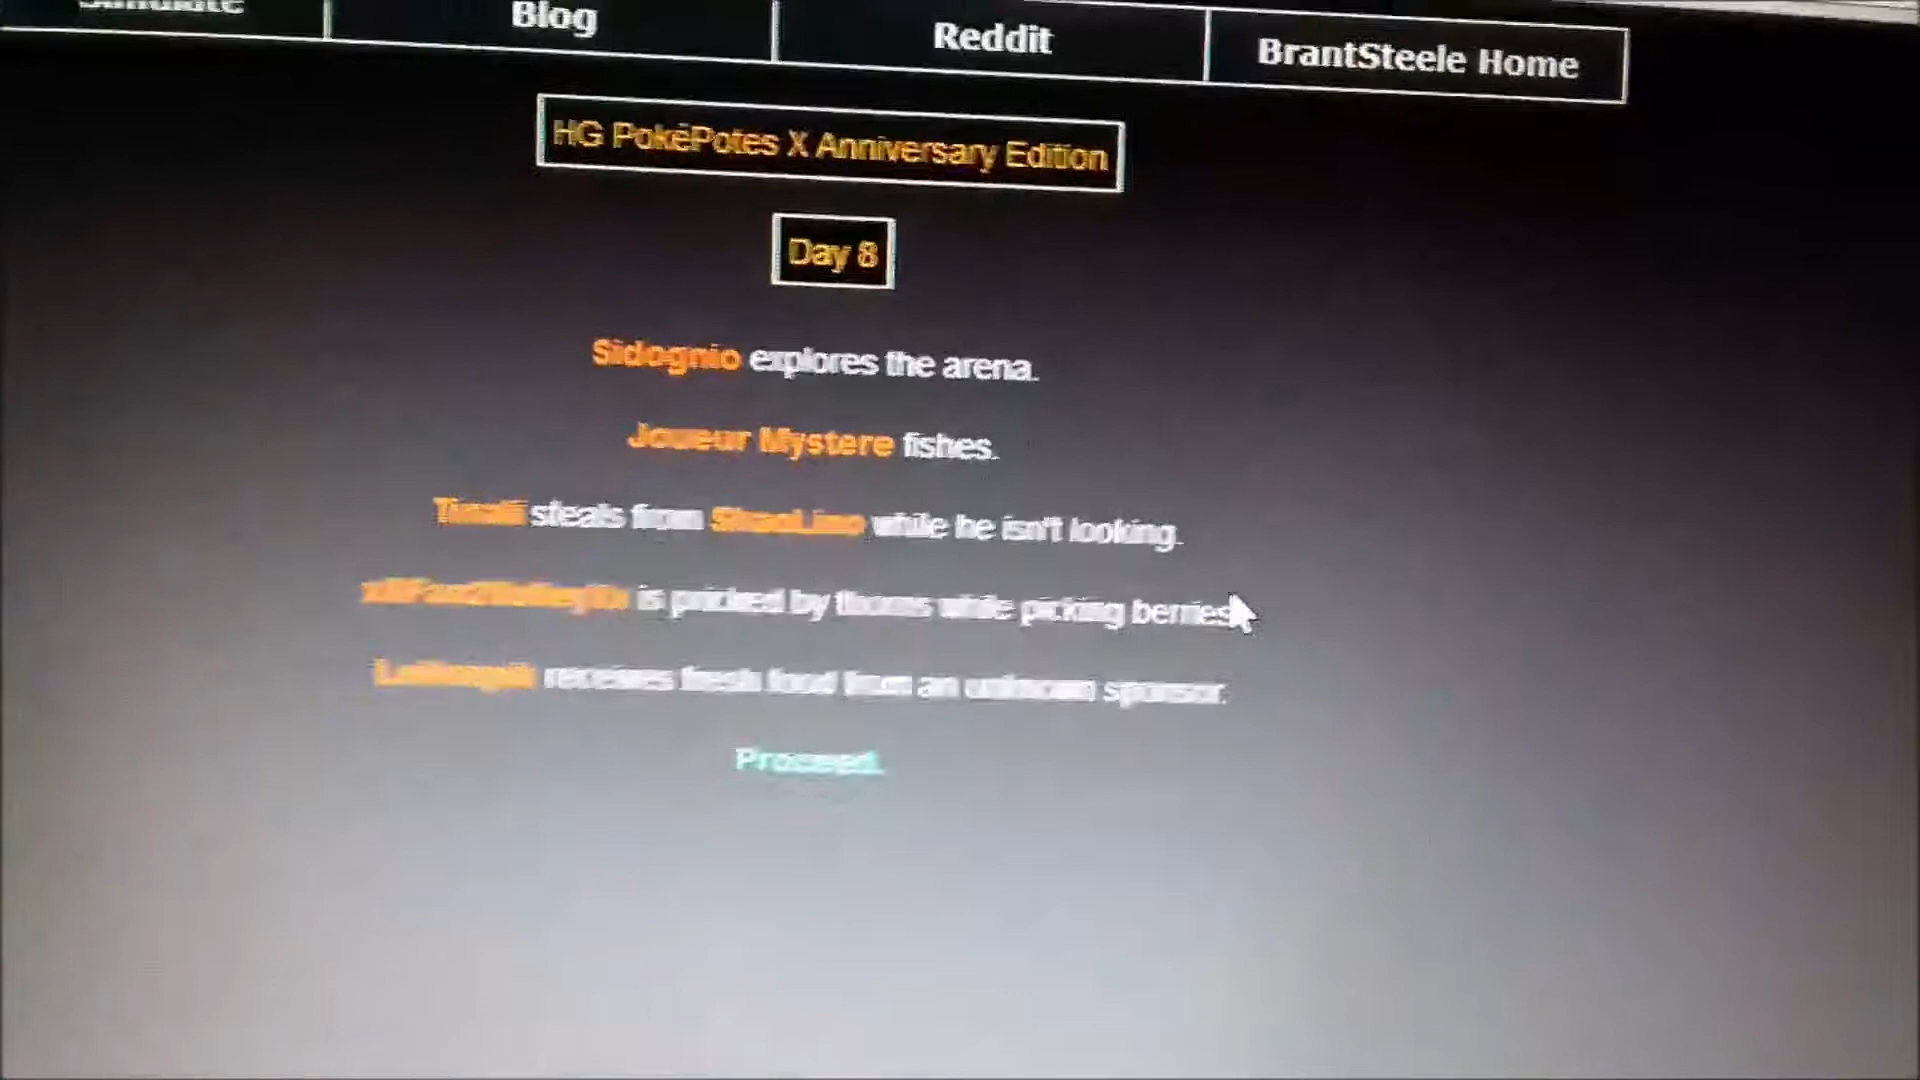 Simulate
Blog
Reddit
BrantSteele Home
HG PokéPotes X Anniversary Edition
Day 8
Sidognio explores the arena.
Joueur Mystere fishes.
steals from ShaoLino while he isn't looking.
is pricked by thorns while picking berries
receives fresh food from an unknown sponsor.
Proceed.